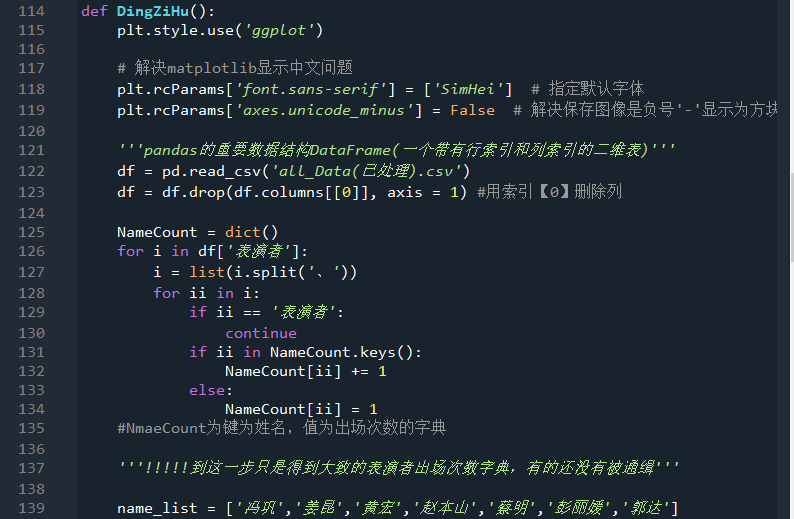 114 def DingZiHu():
115     plt.style.use('ggplot')
116
117     # 解决matplotlib显示中文问题
118     plt.rcParams['font.sans-serif'] = ['SimHei']  # 指定默认字体
119     plt.rcParams['axes.unicode_minus'] = False  # 解决保存图像是负号'-'显示为方块
120
121     '''pandas的重要数据结构DataFrame(一个带有行索引和列索引的二维表)'''
122     df = pd.read_csv('all_Data(已处理).csv')
123     df = df.drop(df.columns[[0]], axis = 1) #用索引【0】删除列
124
125     NameCount = dict()
126     for i in df['表演者']:
127         i = list(i.split('、'))
128         for ii in i:
129             if ii == '表演者':
130                 continue
131             if ii in NameCount.keys():
132                 NameCount[ii] += 1
133             else:
134                 NameCount[ii] = 1
135     #NmaeCount为键为姓名，值为出场次数的字典
136
137     '''!!!!!到这一步只是得到大致的表演者出场次数字典，有的还没有被通缉'''
138
139     name_list = ['冯巩','姜昆','黄宏','赵本山','蔡明','彭丽媛','郭达']